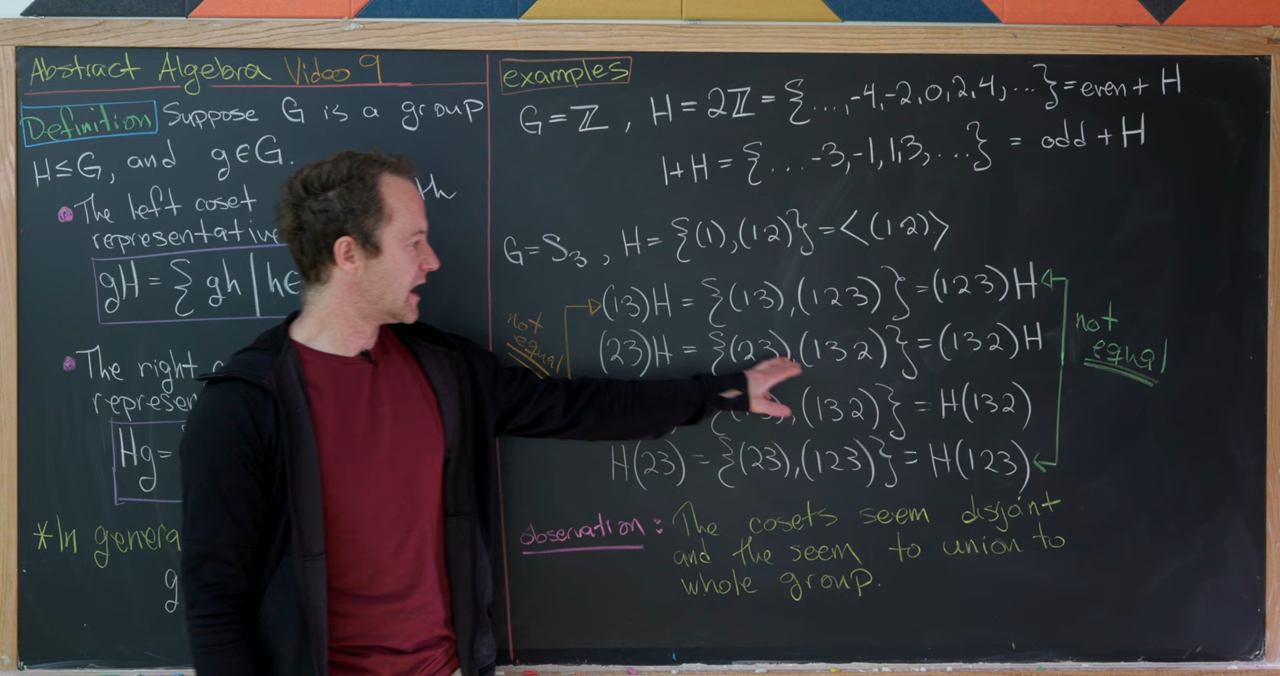 Abstract Algebra Video 9
Definition Suppose G is a group
H≤G, and g∈G.
• The left coset
representative
gH = { gh | h∈
• The right
Hg =
*In genera
g
examples
G=ℤ, H = 2ℤ = {...,-4,-2,0,2,4,...} = even + H
1+H = {...-3,-1,1,3,...} = odd + H
G=S₃, H = {(1),(12)} = <(12)>
(13)H = {(13),(123)} = (123)H
(23)H = {(23),(132)} = (132)H
,(132)} = H(132)
H(23) = {(23),(123)} = H(123)
not
equal
not
equal
observation: The cosets seem disjoint
and the seem to union to
whole group.